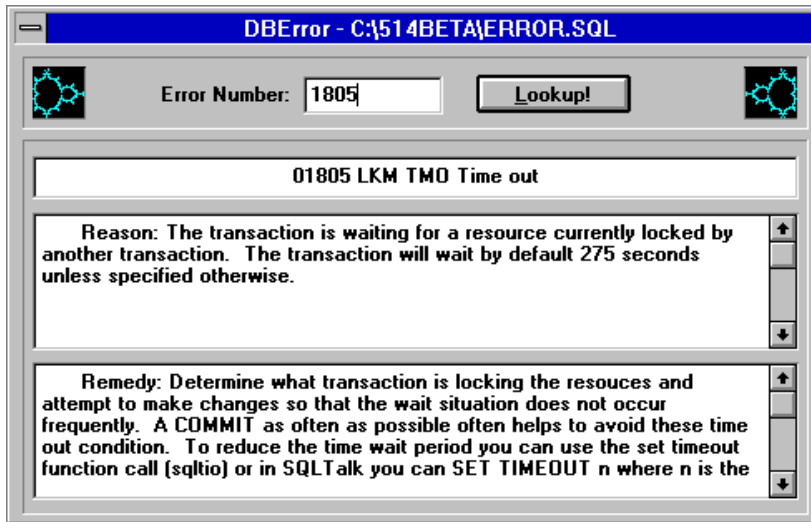 DBError - C:\514BETA\ERROR.SQL
Error Number: 1805 Lookup!
01805 LKM TMO Time out
Reason: The transaction is waiting for a resource currently locked by
another transaction. The transaction will wait by default 275 seconds
unless specified otherwise.
Remedy: Determine what transaction is locking the resouces and
attempt to make changes so that the wait situation does not occur
frequently. A COMMIT as often as possible often helps to avoid these time
out condition. To reduce the time wait period you can use the set timeout
function call (sqltio) or in SQLTalk you can SET TIMEOUT n where n is the